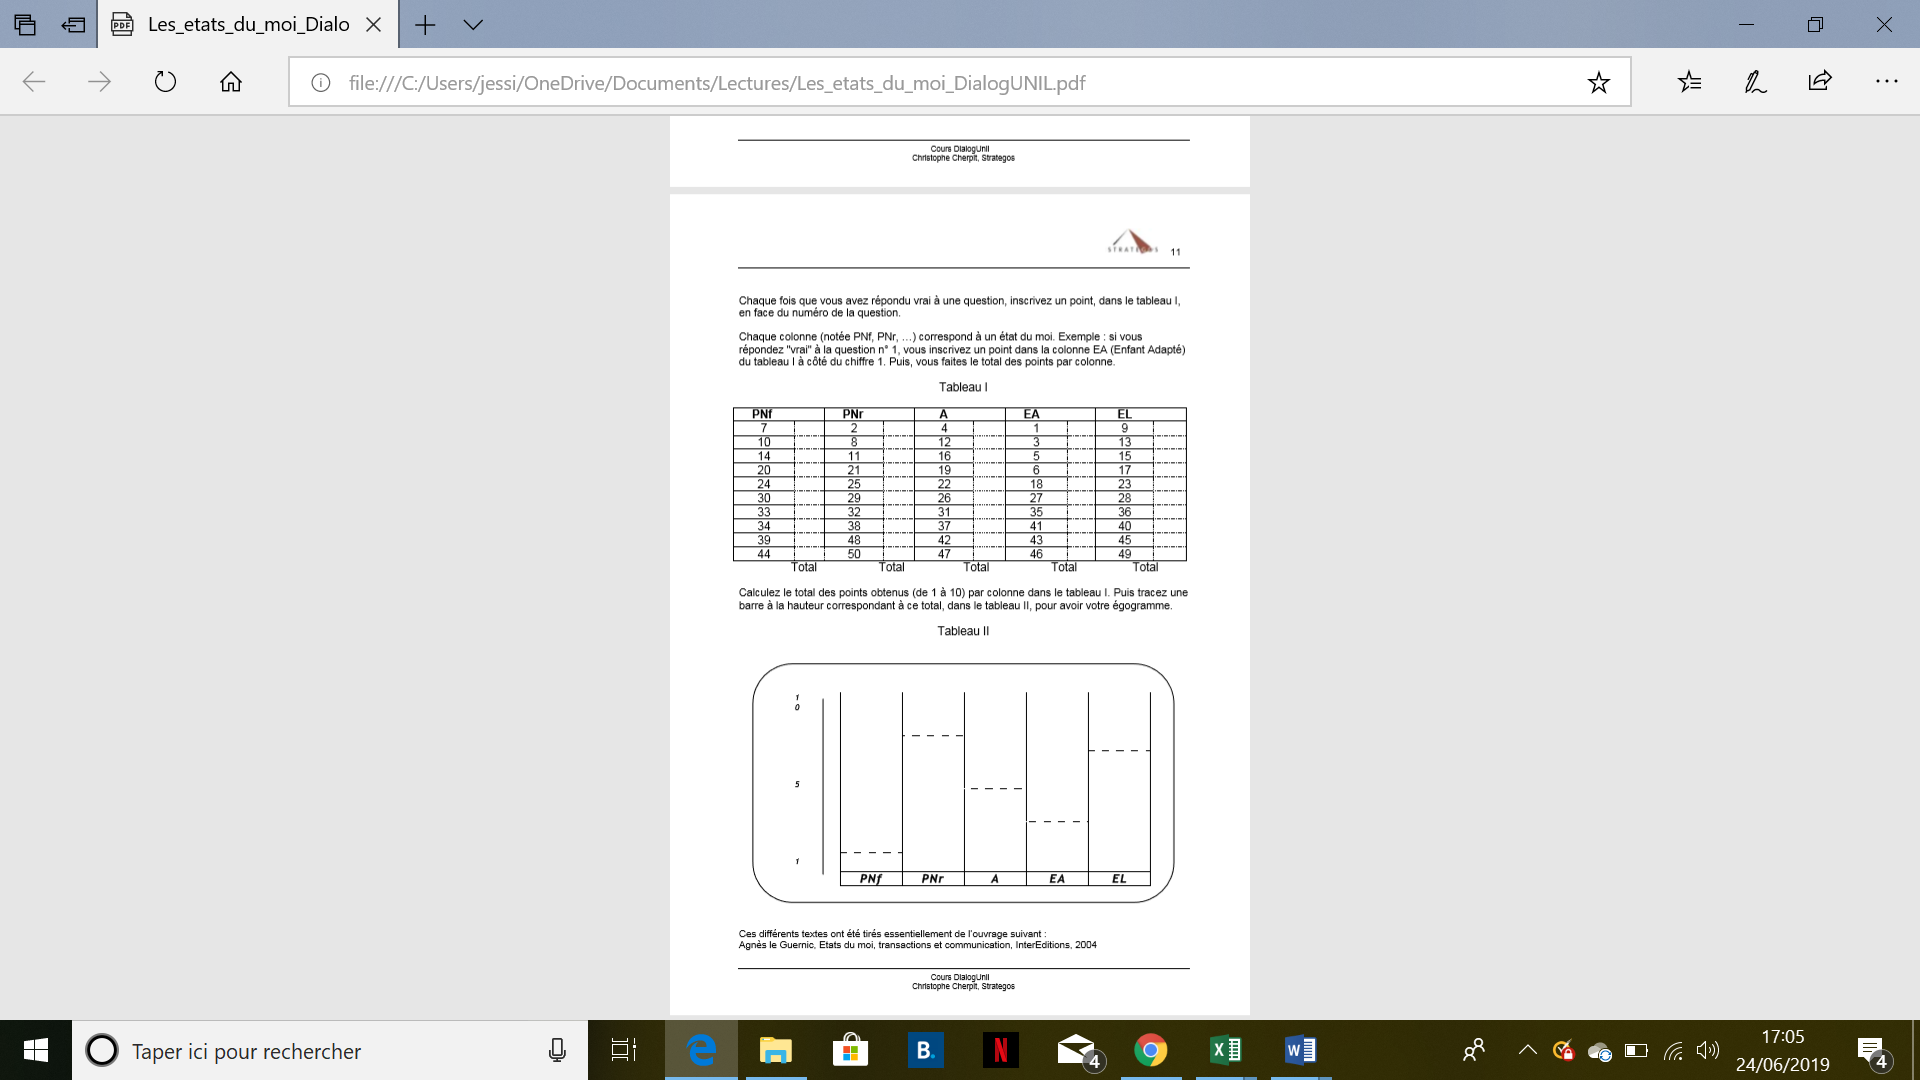 Les_etats_du_moi_Dialo
file:///C:/Users/jessi/OneDrive/Documents/Lectures/Les_etats_du_moi_DialogUNIL.pdf
Cours DialogUnil
Christophe Cherpit, Strategos
STRATEGOS 11
Chaque fois que vous avez répondu vrai à une question, inscrivez un point, dans le tableau I,
en face du numéro de la question.
Chaque colonne (notée PNf, PNr, …) correspond à un état du moi. Exemple : si vous
répondez "vrai" à la question n° 1, vous inscrivez un point dans la colonne EA (Enfant Adapté)
du tableau I à côté du chiffre 1. Puis, vous faites le total des points par colonne.
Tableau I
PNf PNr A EA EL
7 2 4 1 9
10 8 12 3 13
14 11 16 5 15
20 21 19 6 17
24 25 22 18 23
30 29 26 27 28
33 32 31 35 36
34 38 37 41 40
39 48 42 43 45
44 50 47 46 49
Total Total Total Total Total
Calculez le total des points obtenus (de 1 à 10) par colonne dans le tableau I. Puis tracez une
barre à la hauteur correspondant à ce total, dans le tableau II, pour avoir votre égogramme.
Tableau II
1
0
5
1
PNf PNr A EA EL
Ces différents textes ont été tirés essentiellement de l'ouvrage suivant :
Agnès le Guernic, Etats du moi, transactions et communication, InterEditions, 2004
Cours DialogUnil
Christophe Cherpit, Strategos
Taper ici pour rechercher
B.
N
4
17:05
24/06/2019
4